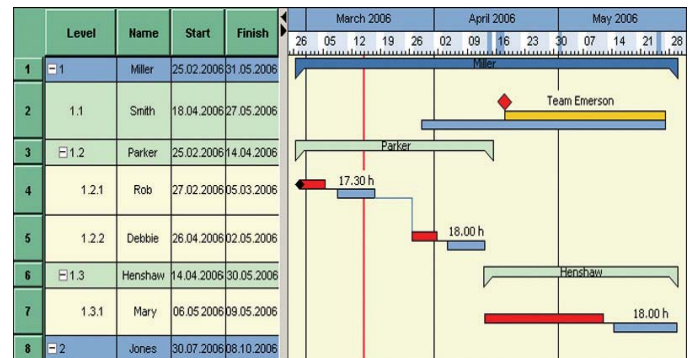 Level Name Start Finish
March 2006 April 2006 May 2006
26 05 12 19 26 02 09 16 23 30 07 14 21 28
1 1 Miller 25.02.2006 31.05.2006 Miller
2 1.1 Smith 18.04.2006 27.05.2006 Team Emerson
3 1.2 Parker 25.02.2006 14.04.2006 Parker
4 1.2.1 Rob 27.02.2006 05.03.2006 17.30 h
5 1.2.2 Debbie 26.04.2006 02.05.2006 18.00 h
6 1.3 Henshaw 14.04.2006 30.05.2006 Henshaw
7 1.3.1 Mary 06.05.2006 09.05.2006 18.00 h
8 2 Jones 30.07.2006 08.10.2006